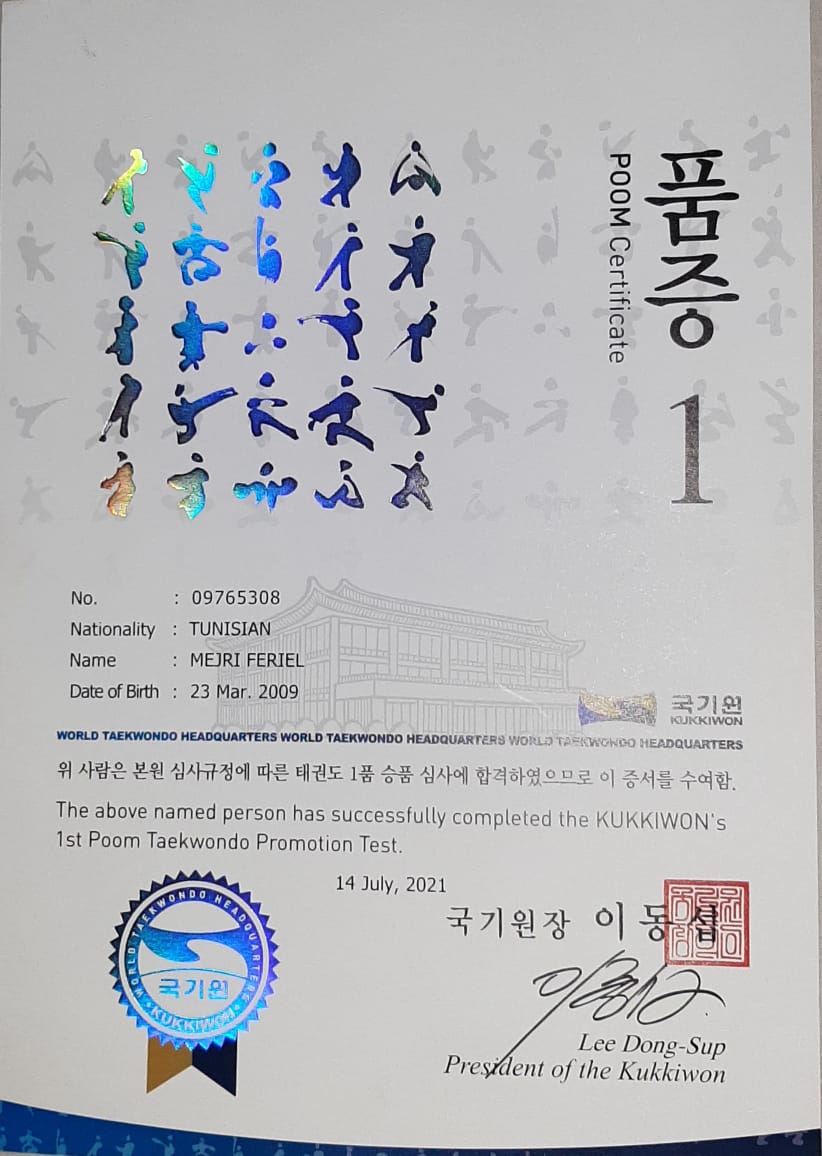 품증
POOM Certificate
1
No. : 09765308
Nationality : TUNISIAN
Name : MEJRI FERIEL
Date of Birth : 23 Mar. 2009
국기원
KUKKIWON
WORLD TAEKWONDO HEADQUARTERS WORLD TAEKWONDO HEADQUARTERS WORLD TAEKWONDO HEADQUARTERS
위 사람은 본원 심사규정에 따른 태권도 1품 승품 심사에 합격하였으므로 이 증서를 수여함.
The above named person has successfully completed the KUKKIWON's
1st Poom Taekwondo Promotion Test.
14 July, 2021
국기원장 이동섭
WORLD TAEKWONDO HEADQUARTERS
국기원
KUKKIWON
Lee Dong-Sup
President of the Kukkiwon